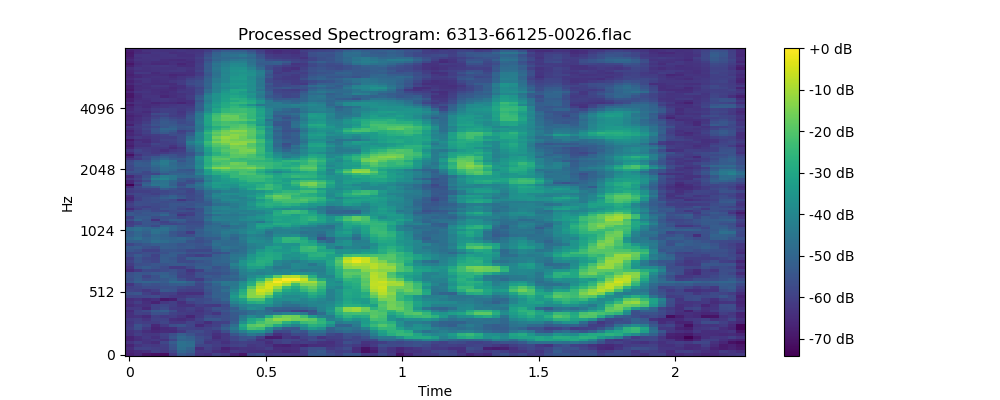 Processed Spectrogram: 6313-66125-0026.flac
+0 dB
4096
-10 dB
-20 dB
2048
-30 dB
Hz
1024
-40 dB
-50 dB
512
-60 dB
-70 dB
0
0 0.5 1 1.5 2
Time